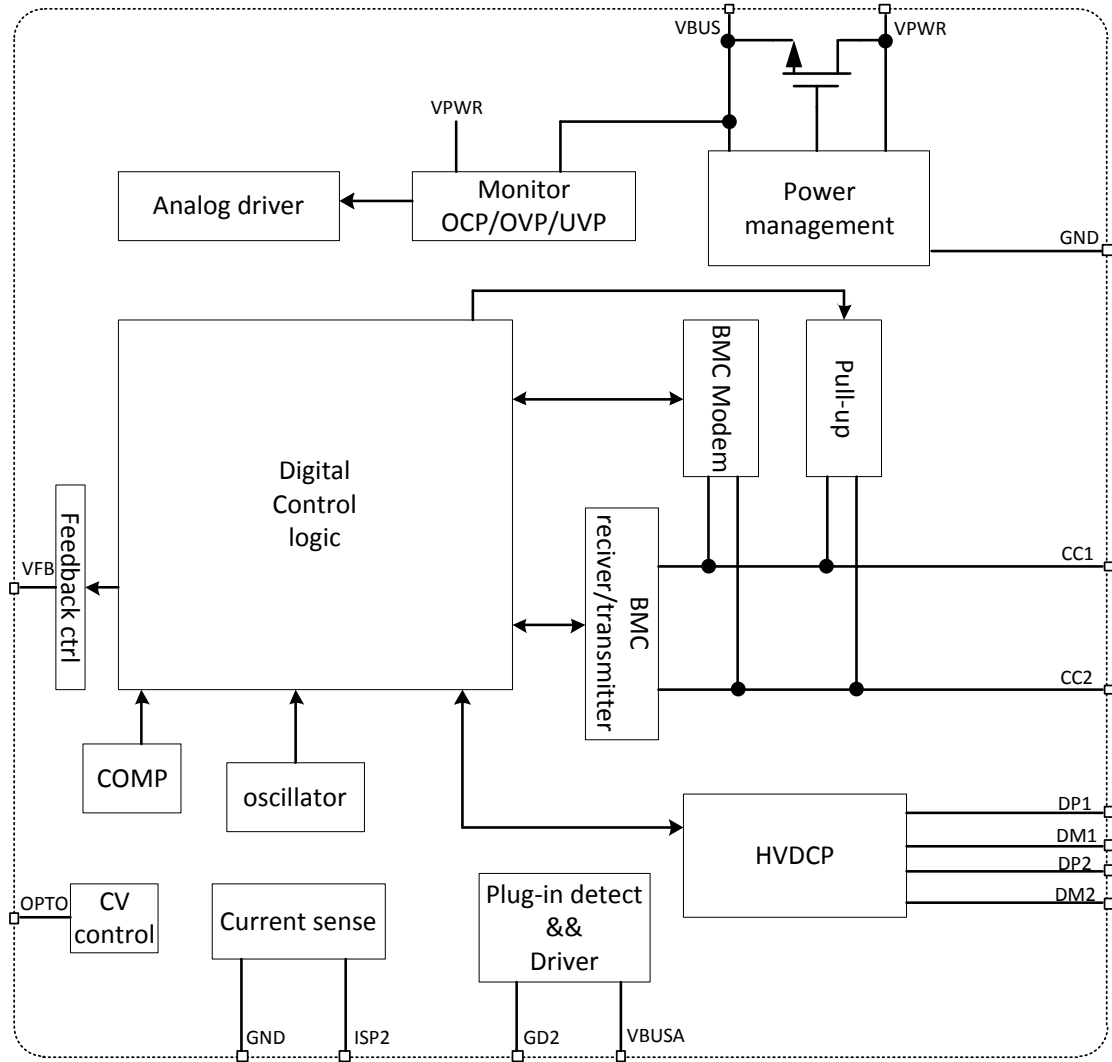 VBUS
VPWR
VPWR
Analog driver
Monitor
OCP/OVP/UVP
Power
management
GND
BMC Modem
Pull-up
Digital
Control
logic
Feedback ctrl
VFB
BMC
reciver/transmitter
CC1
CC2
COMP
oscillator
HVDCP
DP1
DM1
DP2
DM2
OPTO
CV
control
Current sense
Plug-in detect
&&
Driver
GND
ISP2
GD2
VBUSA